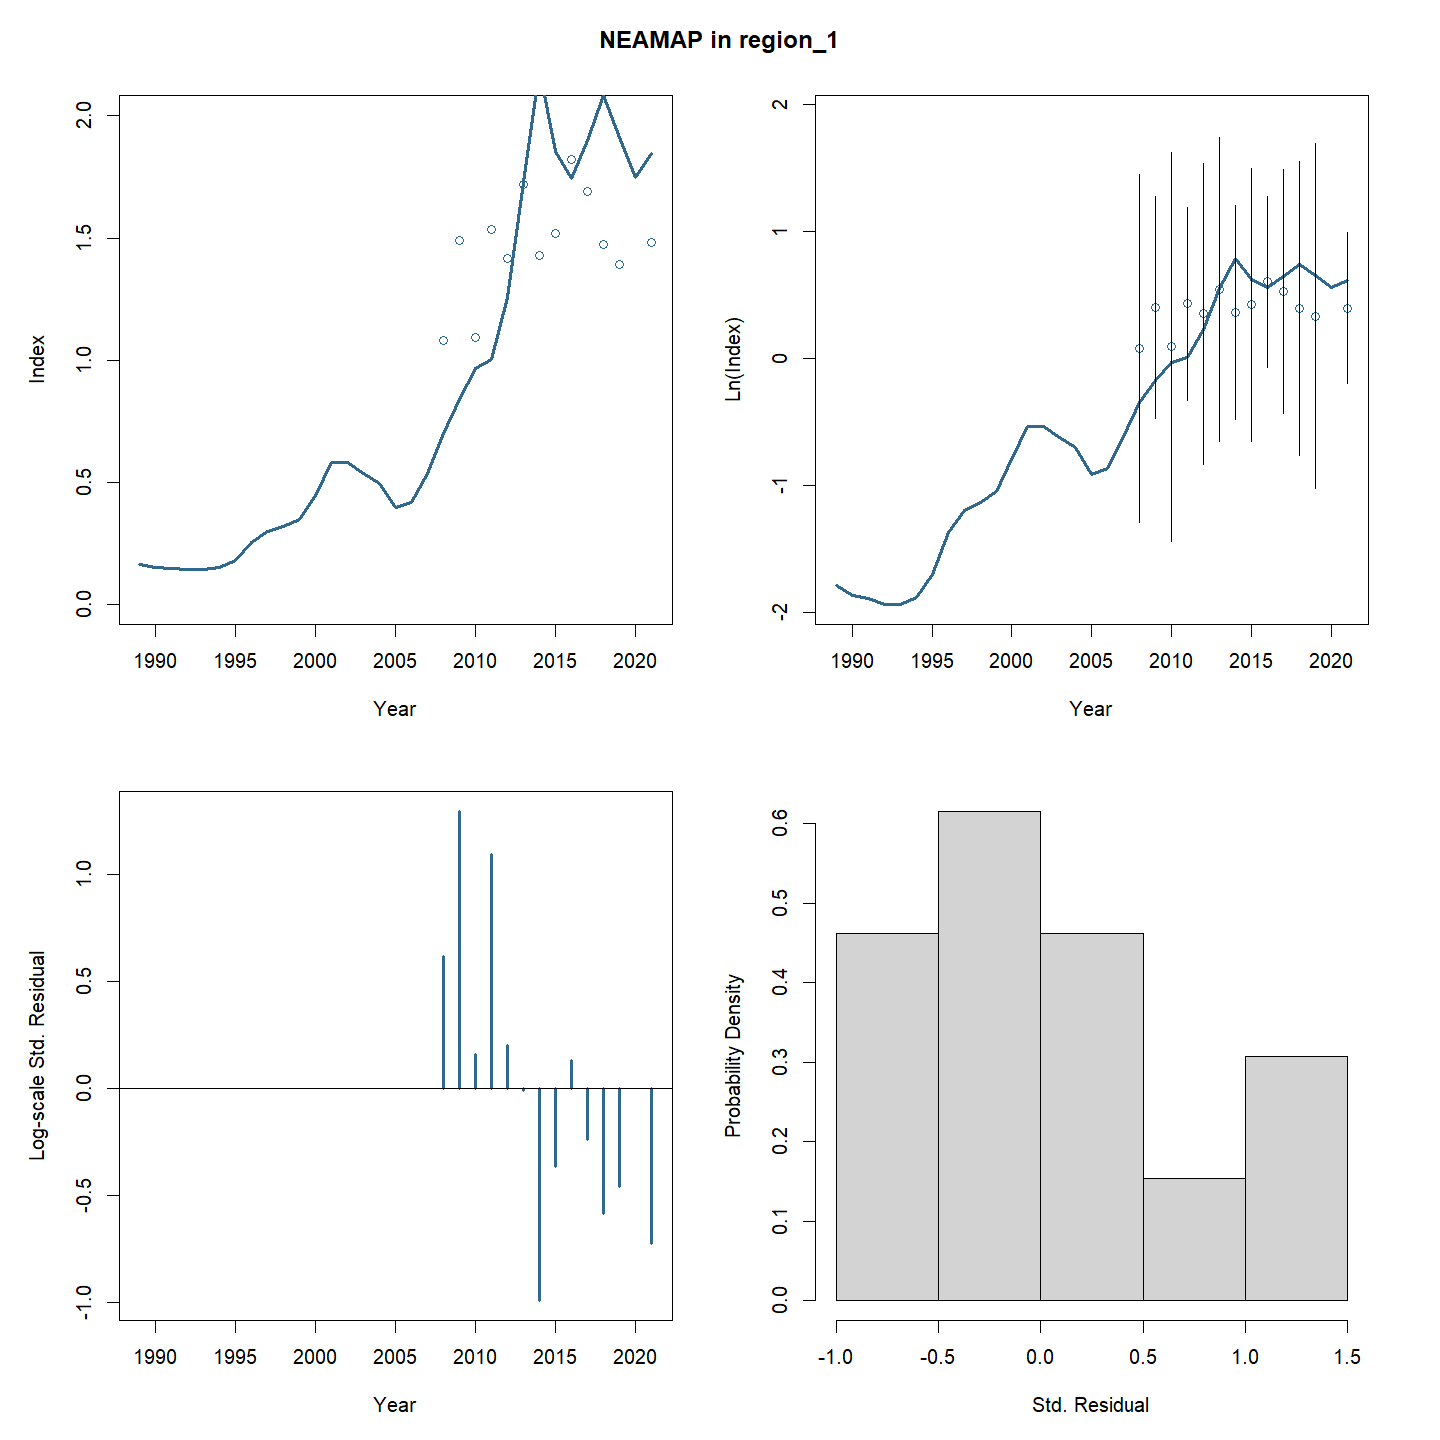 NEAMAP in region_1
Index
0.0 0.5 1.0 1.5 2.0
1990 1995 2000 2005 2010 2015 2020
Year
Ln(Index)
-2 -1 0 1 2
1990 1995 2000 2005 2010 2015 2020
Year
Log-scale Std. Residual
-1.0 -0.5 0.0 0.5 1.0
1990 1995 2000 2005 2010 2015 2020
Year
Probability Density
0.0 0.1 0.2 0.3 0.4 0.5 0.6
-1.0 -0.5 0.0 0.5 1.0 1.5
Std. Residual